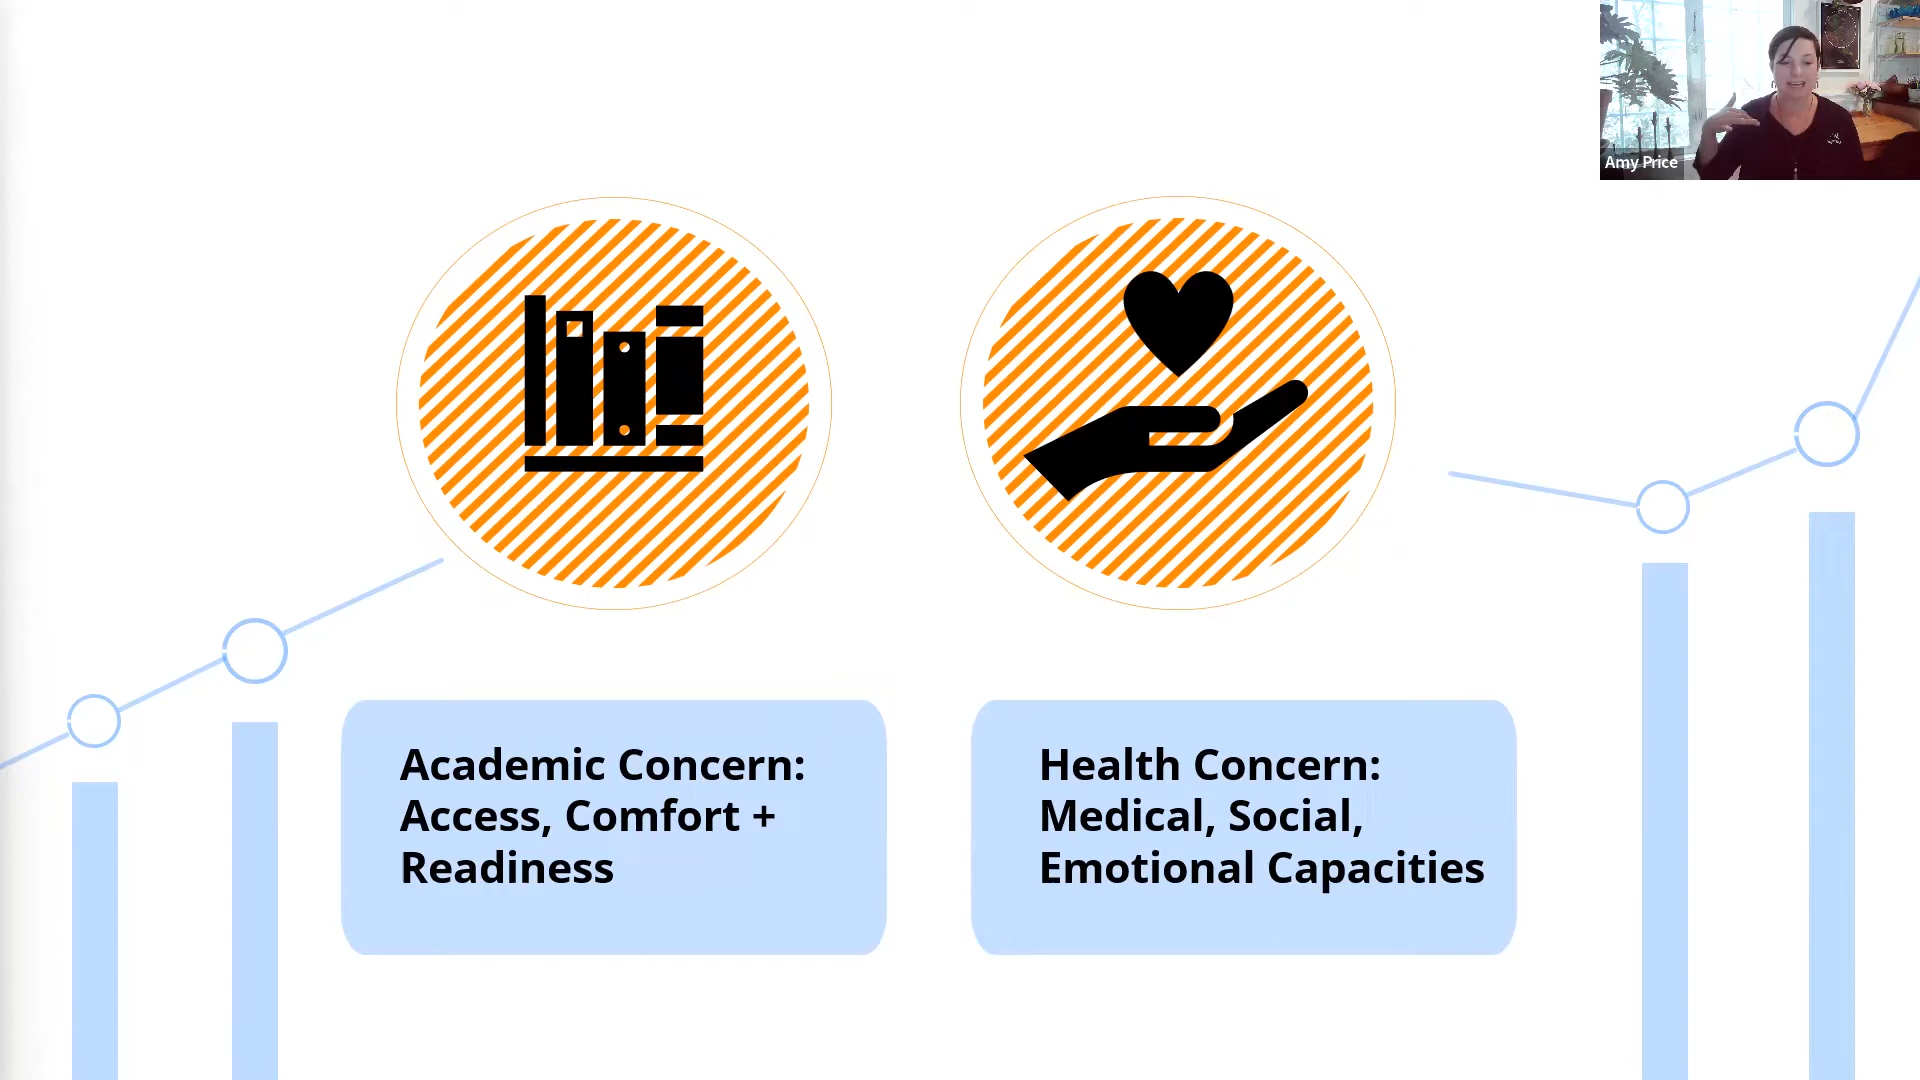 Amy Price
Academic Concern:
Access, Comfort +
Readiness
Health Concern:
Medical, Social,
Emotional Capacities